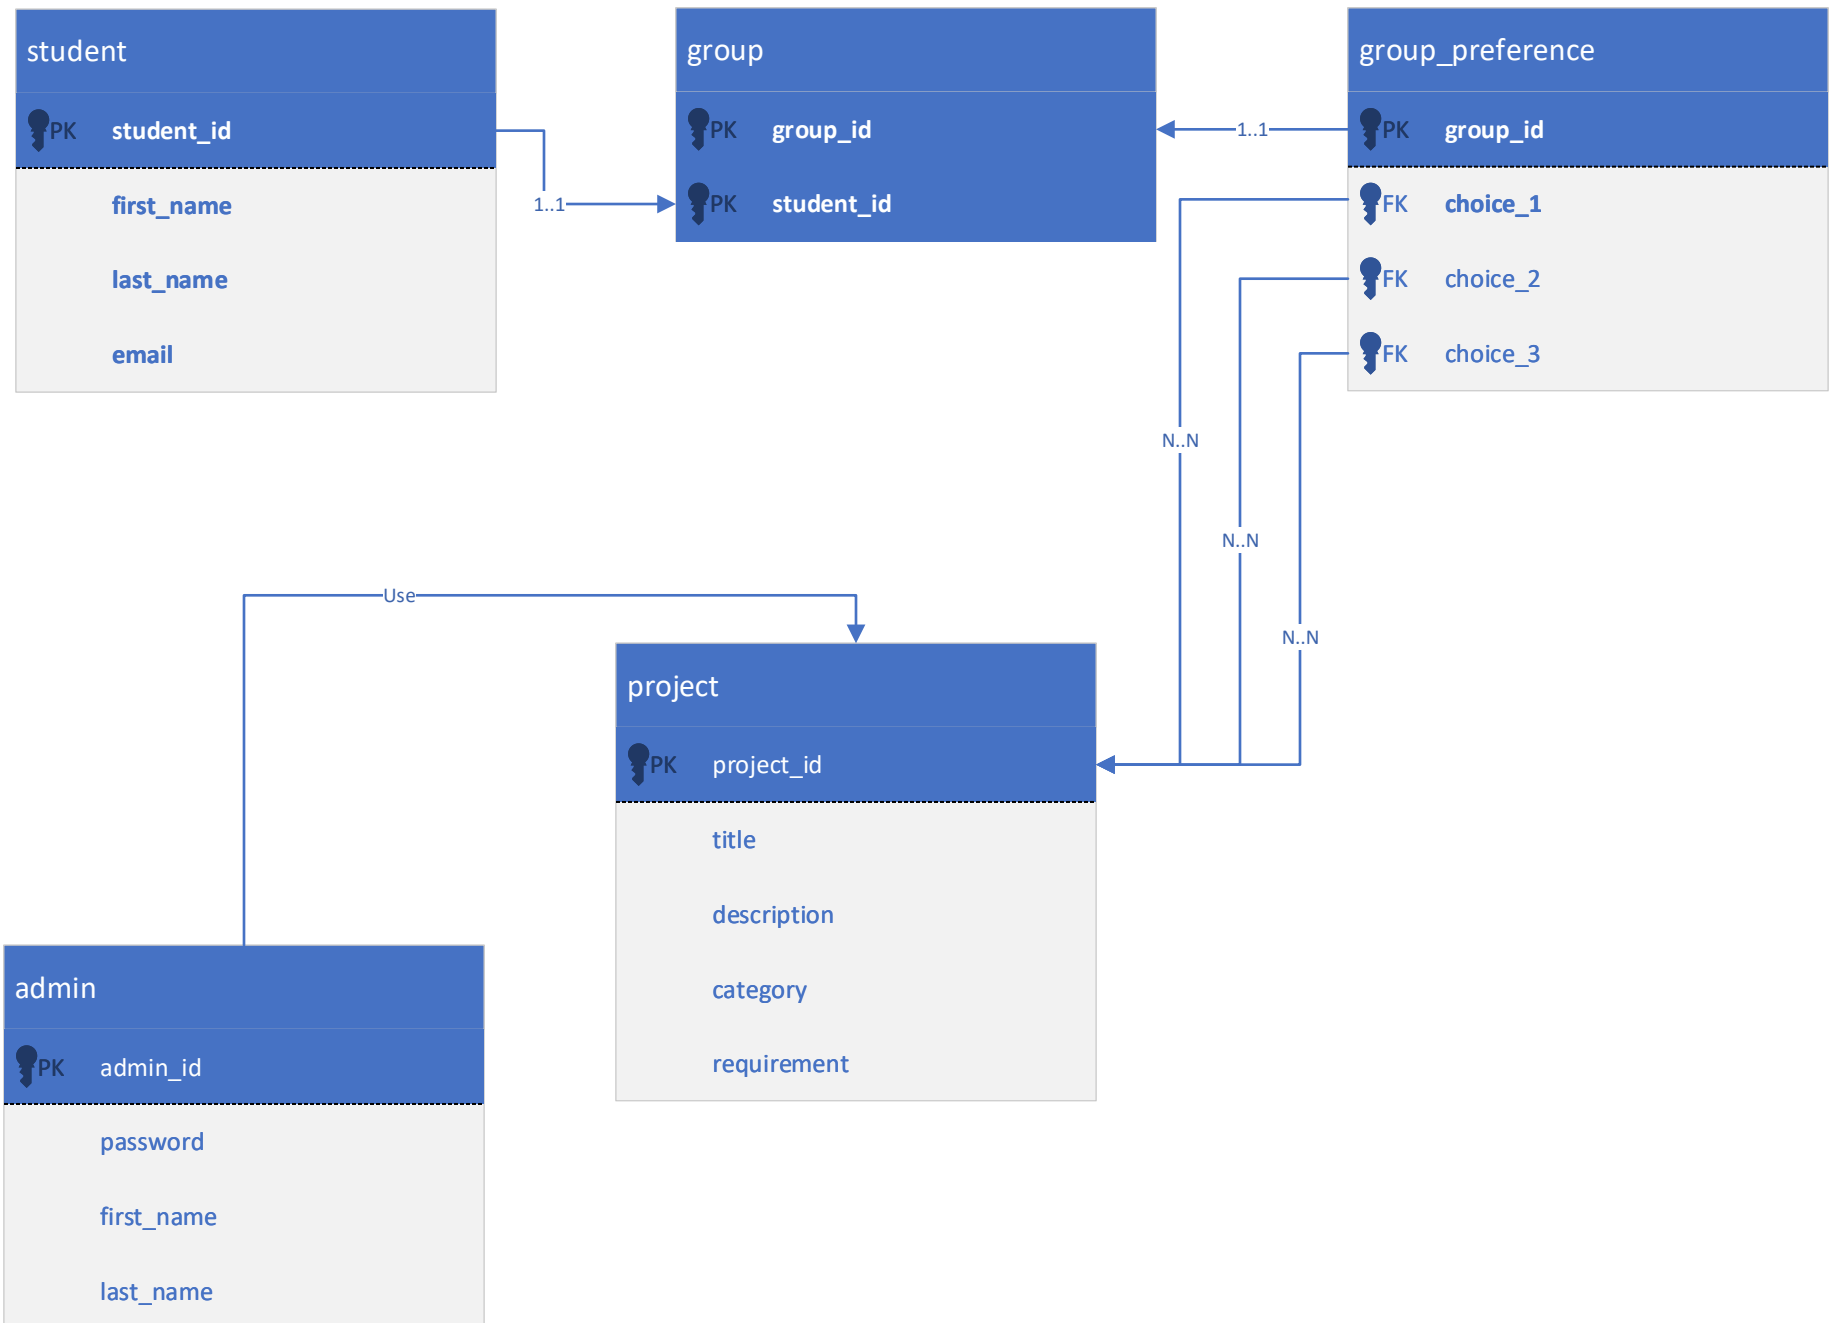 student
PK student_id
first_name
last_name
email
1..1
group
PK group_id
PK student_id
1..1
group_preference
PK group_id
FK choice_1
FK choice_2
FK choice_3
N..N
N..N
N..N
Use
project
PK project_id
title
description
category
requirement
admin
PK admin_id
password
first_name
last_name